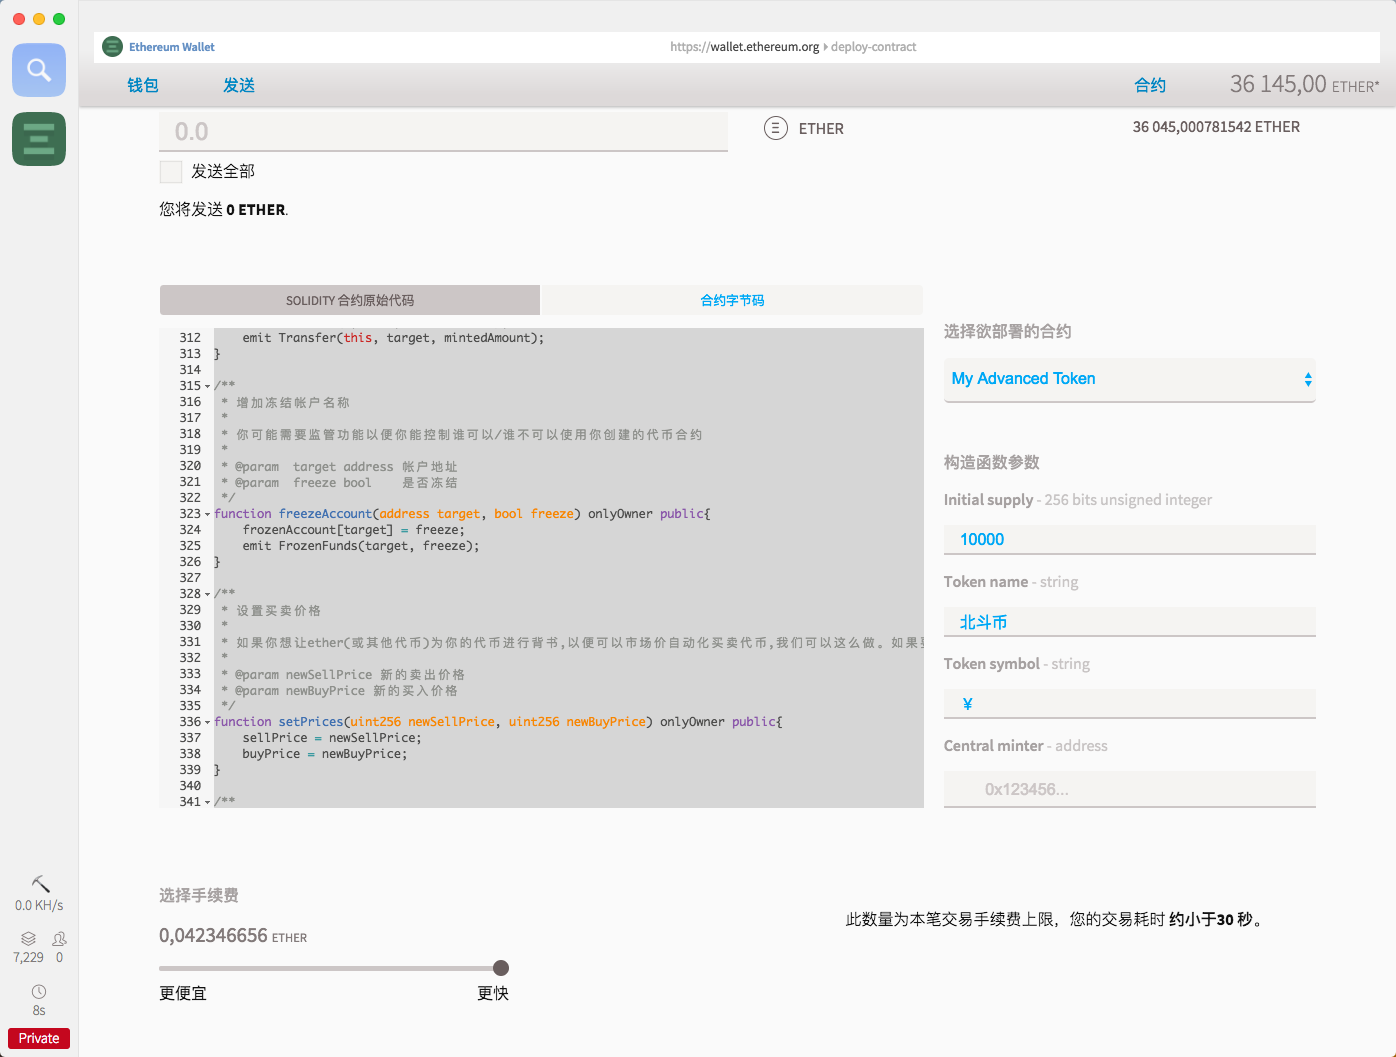 Ethereum Wallet
https://wallet.ethereum.org deploy-contract
钱包 发送 合约 36 145,00 ETHER*
0.0 ETHER 36 045,000781542 ETHER
发送全部
您将发送 0 ETHER.
SOLIDITY 合约原始代码 合约字节码
312     emit Transfer(this, target, mintedAmount);
313 }
314
315 /**
316  * 增加冻结帐户名称
317  *
318  * 你可能需要监管功能以便你能控制谁可以/谁不可以使用你创建的代币合约
319  *
320  * @param  target address 帐户地址
321  * @param  freeze bool    是否冻结
322  */
323 function freezeAccount(address target, bool freeze) onlyOwner public{
324     frozenAccount[target] = freeze;
325     emit FrozenFunds(target, freeze);
326 }
327
328 /**
329  * 设置买卖价格
330  *
331  * 如果你想让ether(或其他代币)为你的代币进行背书,以便可以市场价自动化买卖代币,我们可以这么做。如果
332  *
333  * @param newSellPrice 新的卖出价格
334  * @param newBuyPrice 新的买入价格
335  */
336 function setPrices(uint256 newSellPrice, uint256 newBuyPrice) onlyOwner public{
337     sellPrice = newSellPrice;
338     buyPrice = newBuyPrice;
339 }
340
341 /**
选择欲部署的合约
My Advanced Token
构造函数参数
Initial supply - 256 bits unsigned integer
10000
Token name - string
北斗币
Token symbol - string
¥
Central minter - address
0x123456...
选择手续费
0,042346656 ETHER
更便宜 更快
此数量为本笔交易手续费上限，您的交易耗时 约小于30 秒。
0.0 KH/s
7,229 0
8s
Private